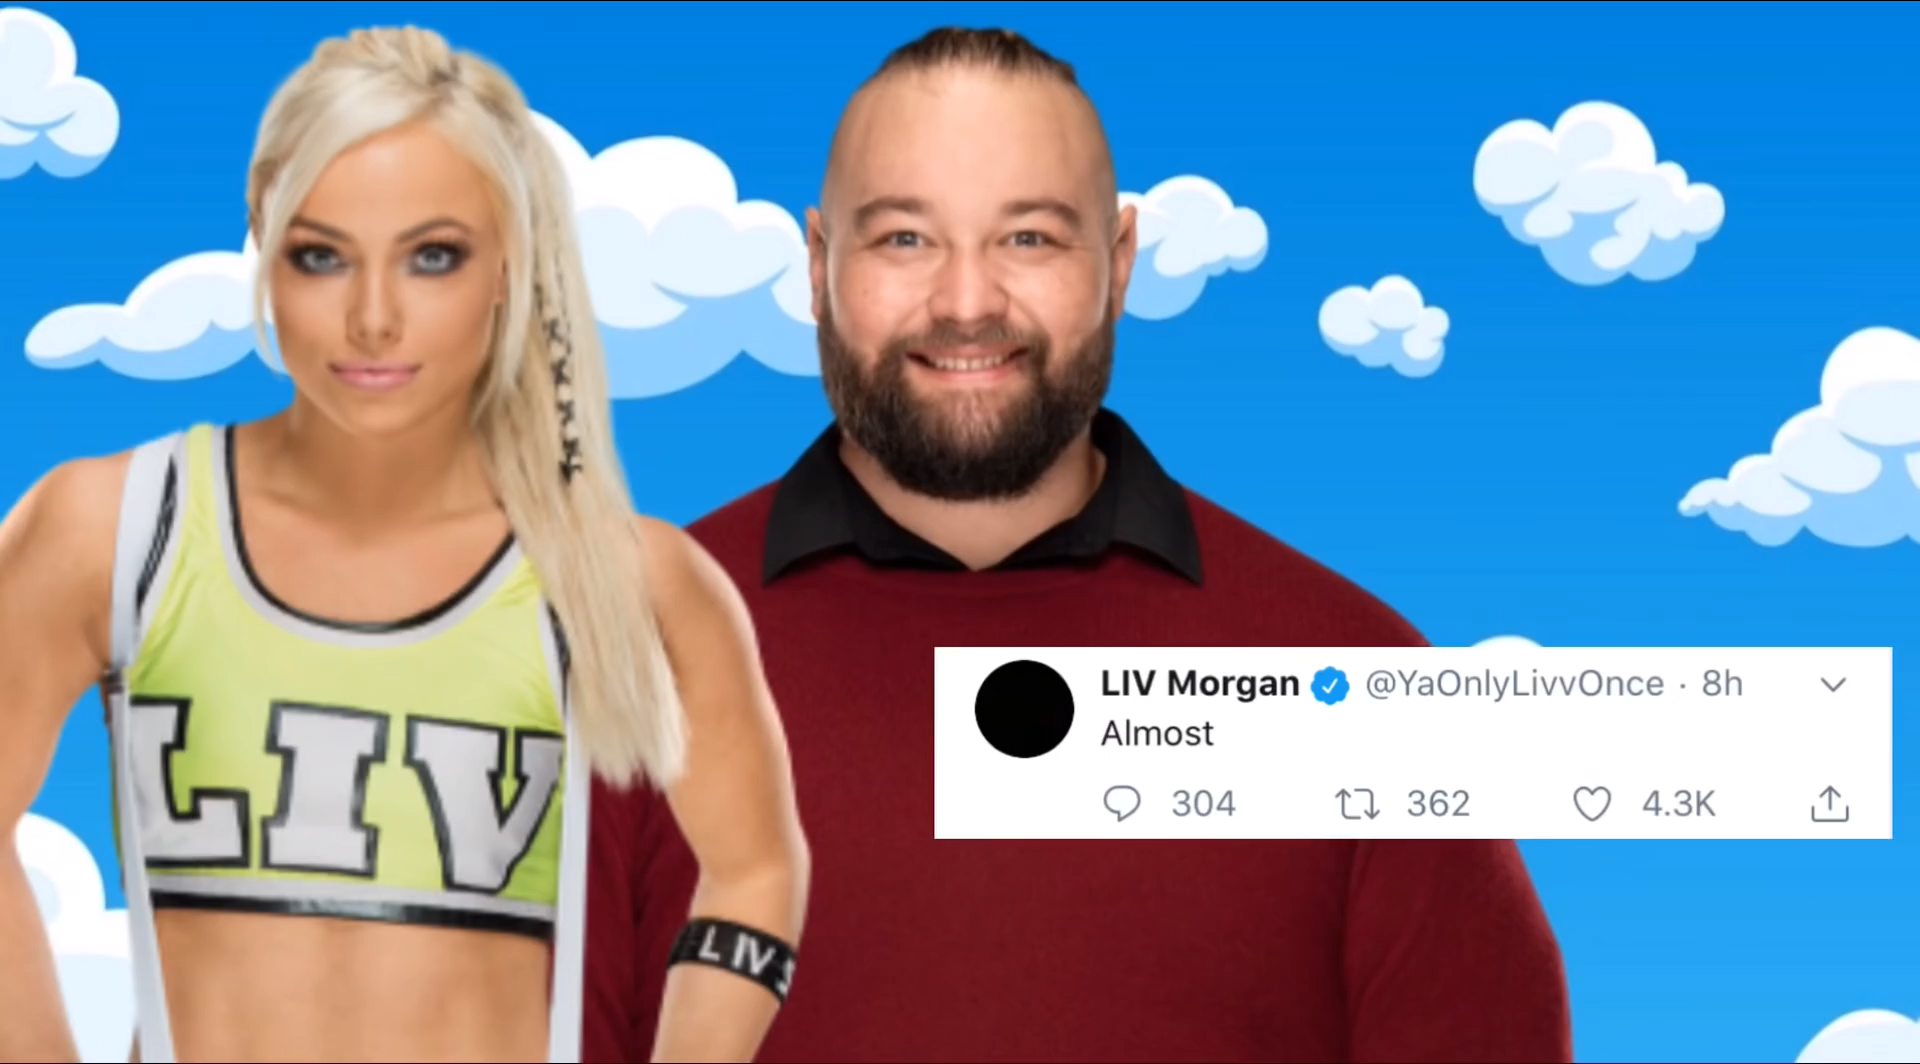 LIV
LIV
LIV Morgan @YaOnlyLivvOnce · 8h
Almost
304 362 4.3K